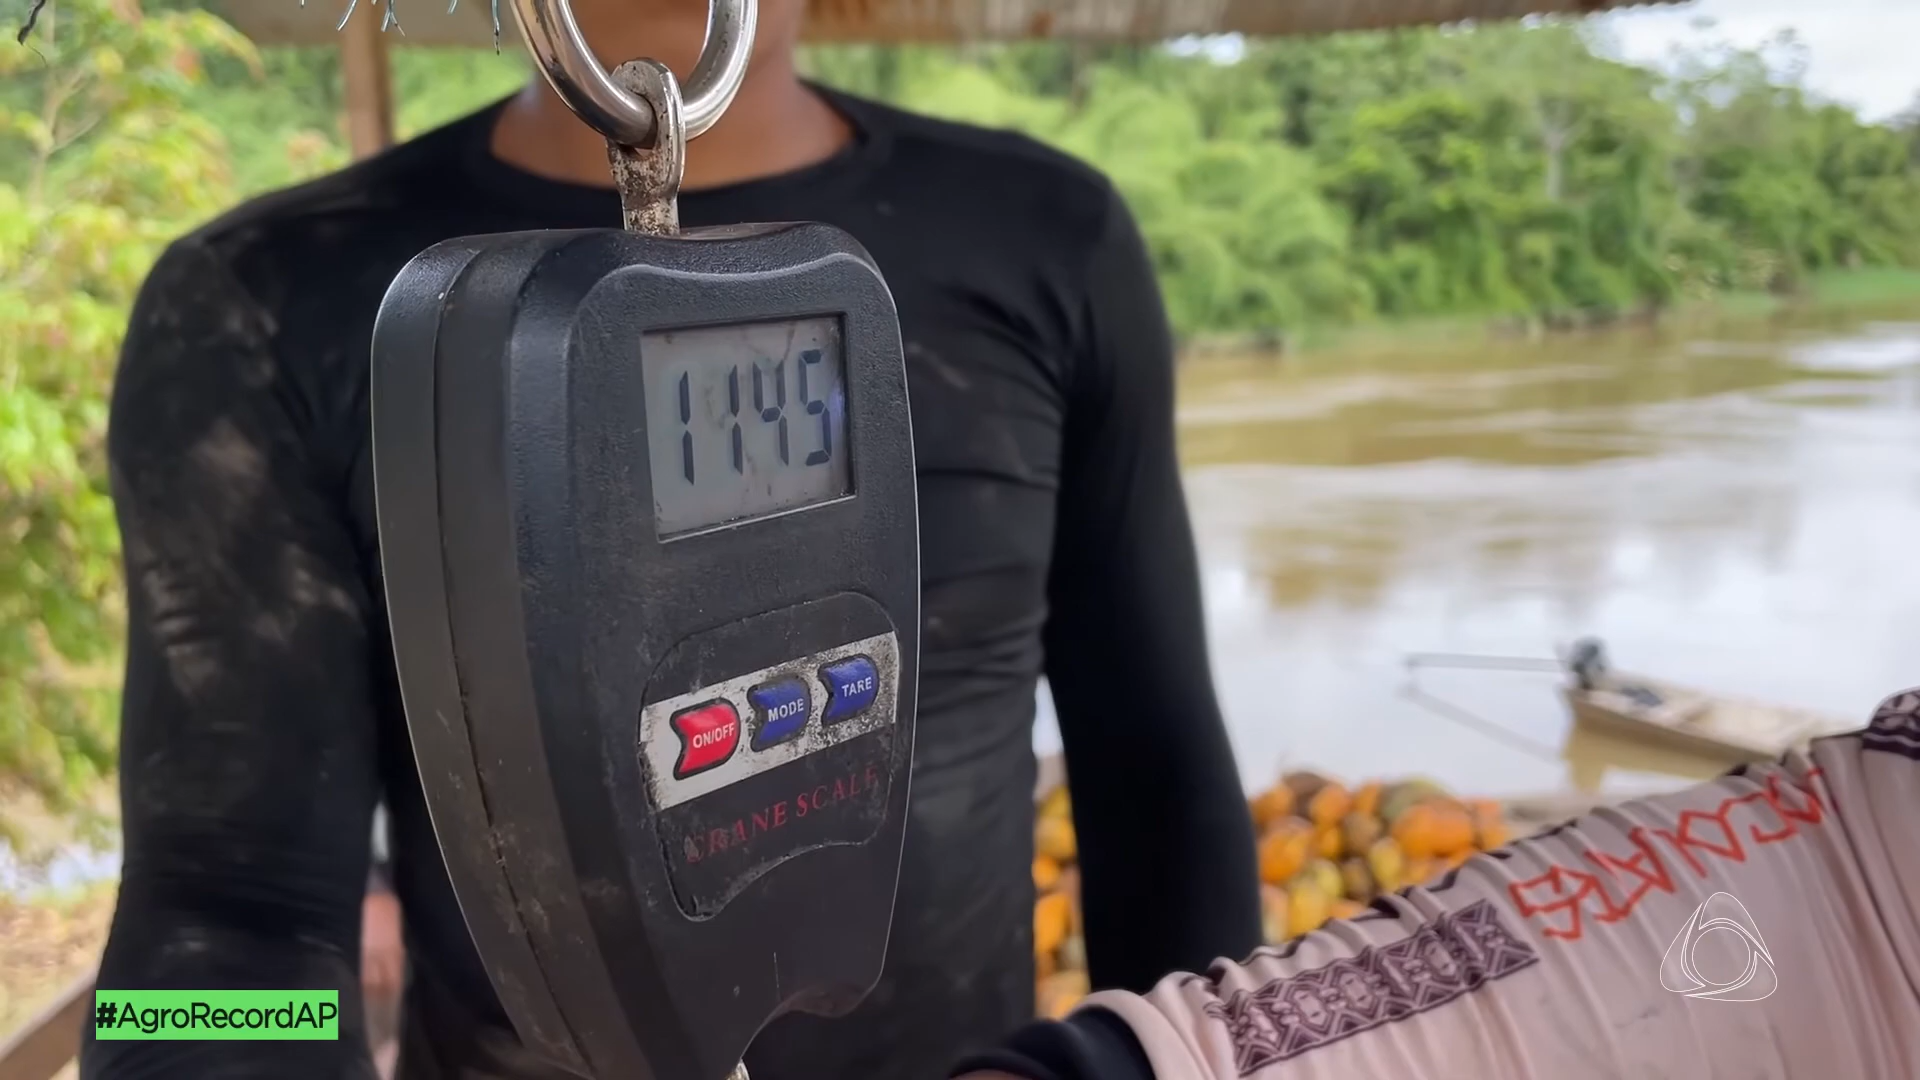 1145
ON/OFF
MODE
TARE
CRANE SCALE
#AgroRecordAP